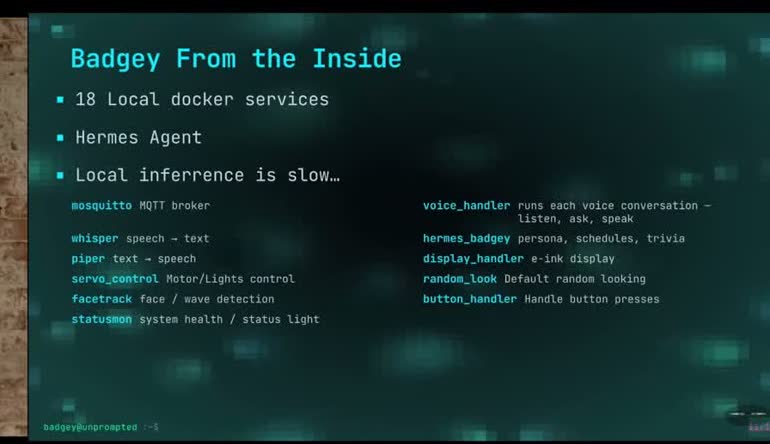 Badgey From the Inside
18 Local docker services
Hermes Agent
Local inferrence is slow…
mosquitto MQTT broker
whisper speech → text
piper text → speech
servo_control Motor/Lights control
facetrack face / wave detection
statusmon system health / status light
voice_handler runs each voice conversation —
listen, ask, speak
hermes_badgey persona, schedules, trivia
display_handler e-ink display
random_look Default random looking
button_handler Handle button presses
badgey@unprompted :~$